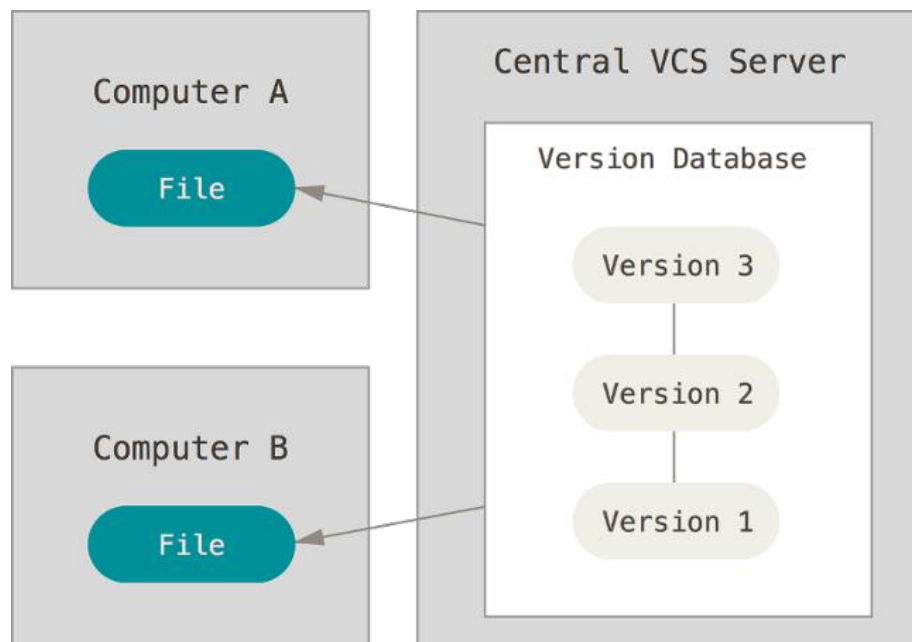 Computer A
File
Computer B
File
Central VCS Server
Version Database
Version 3
Version 2
Version 1